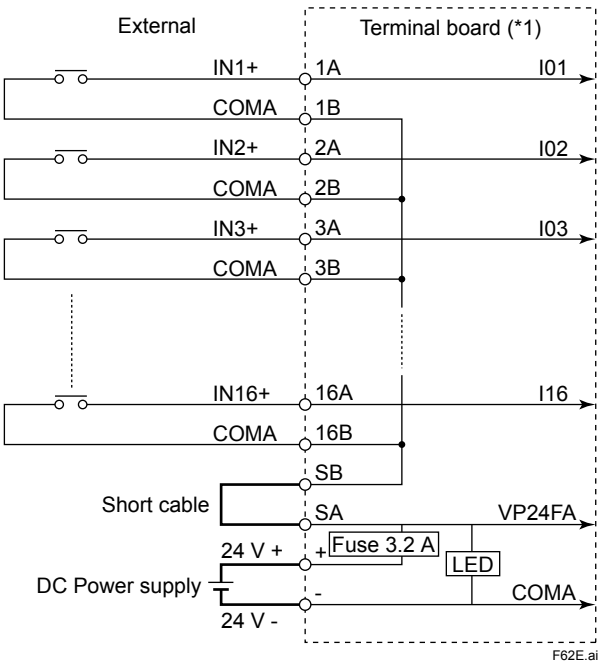 External Terminal board (*1)
IN1+ 1A I01
COMA 1B
IN2+ 2A I02
COMA 2B
IN3+ 3A I03
COMA 3B
IN16+ 16A I16
COMA 16B
SB
Short cable SA VP24FA
24 V + + Fuse 3.2 A
LED
DC Power supply - COMA
24 V -
F62E.ai